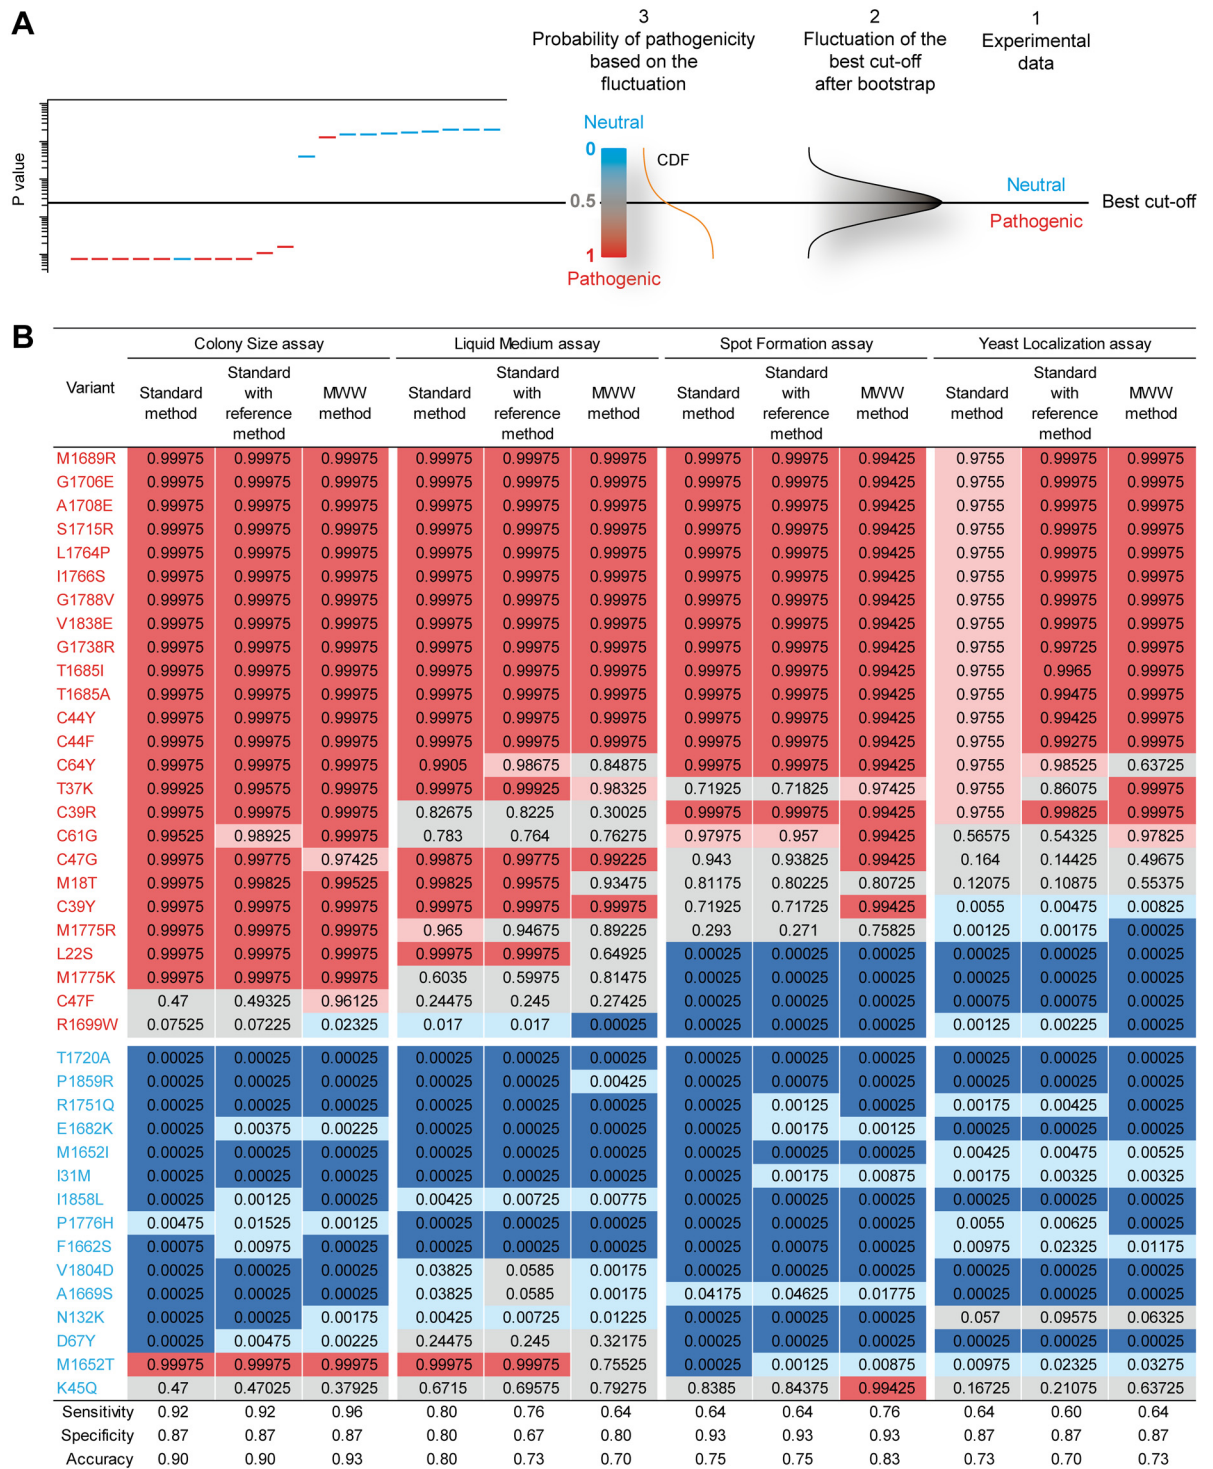 A
3
Probability of pathogenicity
based on the
fluctuation
2
Fluctuation of the
best cut-off
after bootstrap
1
Experimental
data
P value
Neutral
0
0.5
1
Pathogenic
CDF
Neutral
Pathogenic
Best cut-off
B
Colony Size assay Liquid Medium assay Spot Formation assay Yeast Localization assay
Variant
Standard
method
Standard
with
reference
method
MWW
method
Standard
method
Standard
with
reference
method
MWW
method
Standard
method
Standard
with
reference
method
MWW
method
Standard
method
Standard
with
reference
method
MWW
method
M1689R 0.99975 0.99975 0.99975 0.99975 0.99975 0.99975 0.99975 0.99975 0.99425 0.9755 0.99975 0.99975
G1706E 0.99975 0.99975 0.99975 0.99975 0.99975 0.99975 0.99975 0.99975 0.99425 0.9755 0.99975 0.99975
A1708E 0.99975 0.99975 0.99975 0.99975 0.99975 0.99975 0.99975 0.99975 0.99425 0.9755 0.99975 0.99975
S1715R 0.99975 0.99975 0.99975 0.99975 0.99975 0.99975 0.99975 0.99975 0.99425 0.9755 0.99975 0.99975
L1764P 0.99975 0.99975 0.99975 0.99975 0.99975 0.99975 0.99975 0.99975 0.99425 0.9755 0.99975 0.99975
I1766S 0.99975 0.99975 0.99975 0.99975 0.99975 0.99975 0.99975 0.99975 0.99425 0.9755 0.99975 0.99975
G1788V 0.99975 0.99975 0.99975 0.99975 0.99975 0.99975 0.99975 0.99975 0.99425 0.9755 0.99975 0.99975
V1838E 0.99975 0.99975 0.99975 0.99975 0.99975 0.99975 0.99975 0.99975 0.99425 0.9755 0.99975 0.99975
G1738R 0.99975 0.99975 0.99975 0.99975 0.99975 0.99975 0.99975 0.99975 0.99425 0.9755 0.99725 0.99975
T1685I 0.99975 0.99975 0.99975 0.99975 0.99975 0.99975 0.99975 0.99975 0.99425 0.9755 0.9965 0.99975
T1685A 0.99975 0.99975 0.99975 0.99975 0.99975 0.99975 0.99975 0.99975 0.99425 0.9755 0.99475 0.99975
C44Y 0.99975 0.99975 0.99975 0.99975 0.99975 0.99975 0.99975 0.99975 0.99425 0.9755 0.99425 0.99975
C44F 0.99975 0.99975 0.99975 0.99975 0.99975 0.99975 0.99975 0.99975 0.99425 0.9755 0.99275 0.99975
C64Y 0.99975 0.99975 0.99975 0.9905 0.98675 0.84875 0.99975 0.99975 0.99425 0.9755 0.98525 0.63725
T37K 0.99925 0.99575 0.99975 0.99975 0.99925 0.98325 0.71925 0.71825 0.97425 0.9755 0.86075 0.99975
C39R 0.99975 0.99975 0.99975 0.82675 0.8225 0.30025 0.99975 0.99975 0.99425 0.9755 0.99825 0.99975
C61G 0.99525 0.98925 0.99975 0.783 0.764 0.76275 0.97975 0.957 0.99425 0.56575 0.54325 0.97825
C47G 0.99975 0.99775 0.97425 0.99875 0.99775 0.99225 0.943 0.93825 0.99425 0.164 0.14425 0.49675
M18T 0.99975 0.99825 0.99525 0.99825 0.99575 0.93475 0.81175 0.80225 0.80725 0.12075 0.10875 0.55375
C39Y 0.99975 0.99975 0.99975 0.99975 0.99975 0.99975 0.71925 0.71725 0.99425 0.0055 0.00475 0.00825
M1775R 0.99975 0.99975 0.99975 0.965 0.94675 0.89225 0.293 0.271 0.75825 0.00125 0.00175 0.00025
L22S 0.99975 0.99975 0.99975 0.99975 0.99975 0.64925 0.00025 0.00025 0.00025 0.00025 0.00025 0.00025
M1775K 0.99975 0.99975 0.99975 0.6035 0.59975 0.81475 0.00025 0.00025 0.00025 0.00025 0.00025 0.00025
C47F 0.47 0.49325 0.96125 0.24475 0.245 0.27425 0.00025 0.00025 0.00025 0.00075 0.00075 0.00025
R1699W 0.07525 0.07225 0.02325 0.017 0.017 0.00025 0.00025 0.00025 0.00025 0.00125 0.00225 0.00025
T1720A 0.00025 0.00025 0.00025 0.00025 0.00025 0.00025 0.00025 0.00025 0.00025 0.00025 0.00025 0.00025
P1859R 0.00025 0.00025 0.00025 0.00025 0.00025 0.00425 0.00025 0.00075 0.00025 0.00025 0.00025 0.00025
R1751Q 0.00025 0.00025 0.00025 0.00025 0.00025 0.00025 0.00025 0.00125 0.00025 0.00175 0.00425 0.00025
E1682K 0.00025 0.00375 0.00225 0.00025 0.00025 0.00025 0.00025 0.00175 0.00125 0.00025 0.00025 0.00025
M1652I 0.00025 0.00025 0.00025 0.00025 0.00025 0.00025 0.00025 0.00025 0.00025 0.00425 0.00475 0.00525
I31M 0.00025 0.00025 0.00025 0.00025 0.00025 0.00025 0.00025 0.00175 0.00875 0.00175 0.00325 0.00325
I1858L 0.00025 0.00125 0.00025 0.00425 0.00725 0.00775 0.00025 0.00025 0.00025 0.00025 0.00025 0.00025
P1776H 0.00475 0.01525 0.00125 0.00025 0.00025 0.00025 0.00025 0.00025 0.00025 0.0055 0.00625 0.00025
F1662S 0.00075 0.00975 0.00025 0.00025 0.00025 0.00025 0.00025 0.00075 0.00025 0.00975 0.02325 0.01175
V1804D 0.00025 0.00025 0.00025 0.03825 0.0585 0.00175 0.00025 0.00025 0.00025 0.00025 0.00025 0.00025
A1669S 0.00025 0.00025 0.00025 0.03825 0.0585 0.00175 0.04175 0.04625 0.01775 0.00025 0.00025 0.00025
N132K 0.00025 0.00025 0.00175 0.00425 0.00725 0.01225 0.00025 0.00025 0.00025 0.057 0.09575 0.06325
D67Y 0.00025 0.00475 0.00225 0.24475 0.245 0.32175 0.00025 0.00025 0.00025 0.00025 0.00025 0.00025
M1652T 0.99975 0.99975 0.99975 0.99975 0.99975 0.75525 0.00025 0.00125 0.00875 0.00975 0.02325 0.03275
K45Q 0.47 0.47025 0.37925 0.6715 0.69575 0.79275 0.8385 0.84375 0.99425 0.16725 0.21075 0.63725
Sensitivity 0.92 0.92 0.96 0.80 0.76 0.64 0.64 0.64 0.76 0.64 0.60 0.64
Specificity 0.87 0.87 0.87 0.80 0.67 0.80 0.93 0.93 0.93 0.87 0.87 0.87
Accuracy 0.90 0.90 0.93 0.80 0.73 0.70 0.75 0.75 0.83 0.73 0.70 0.73